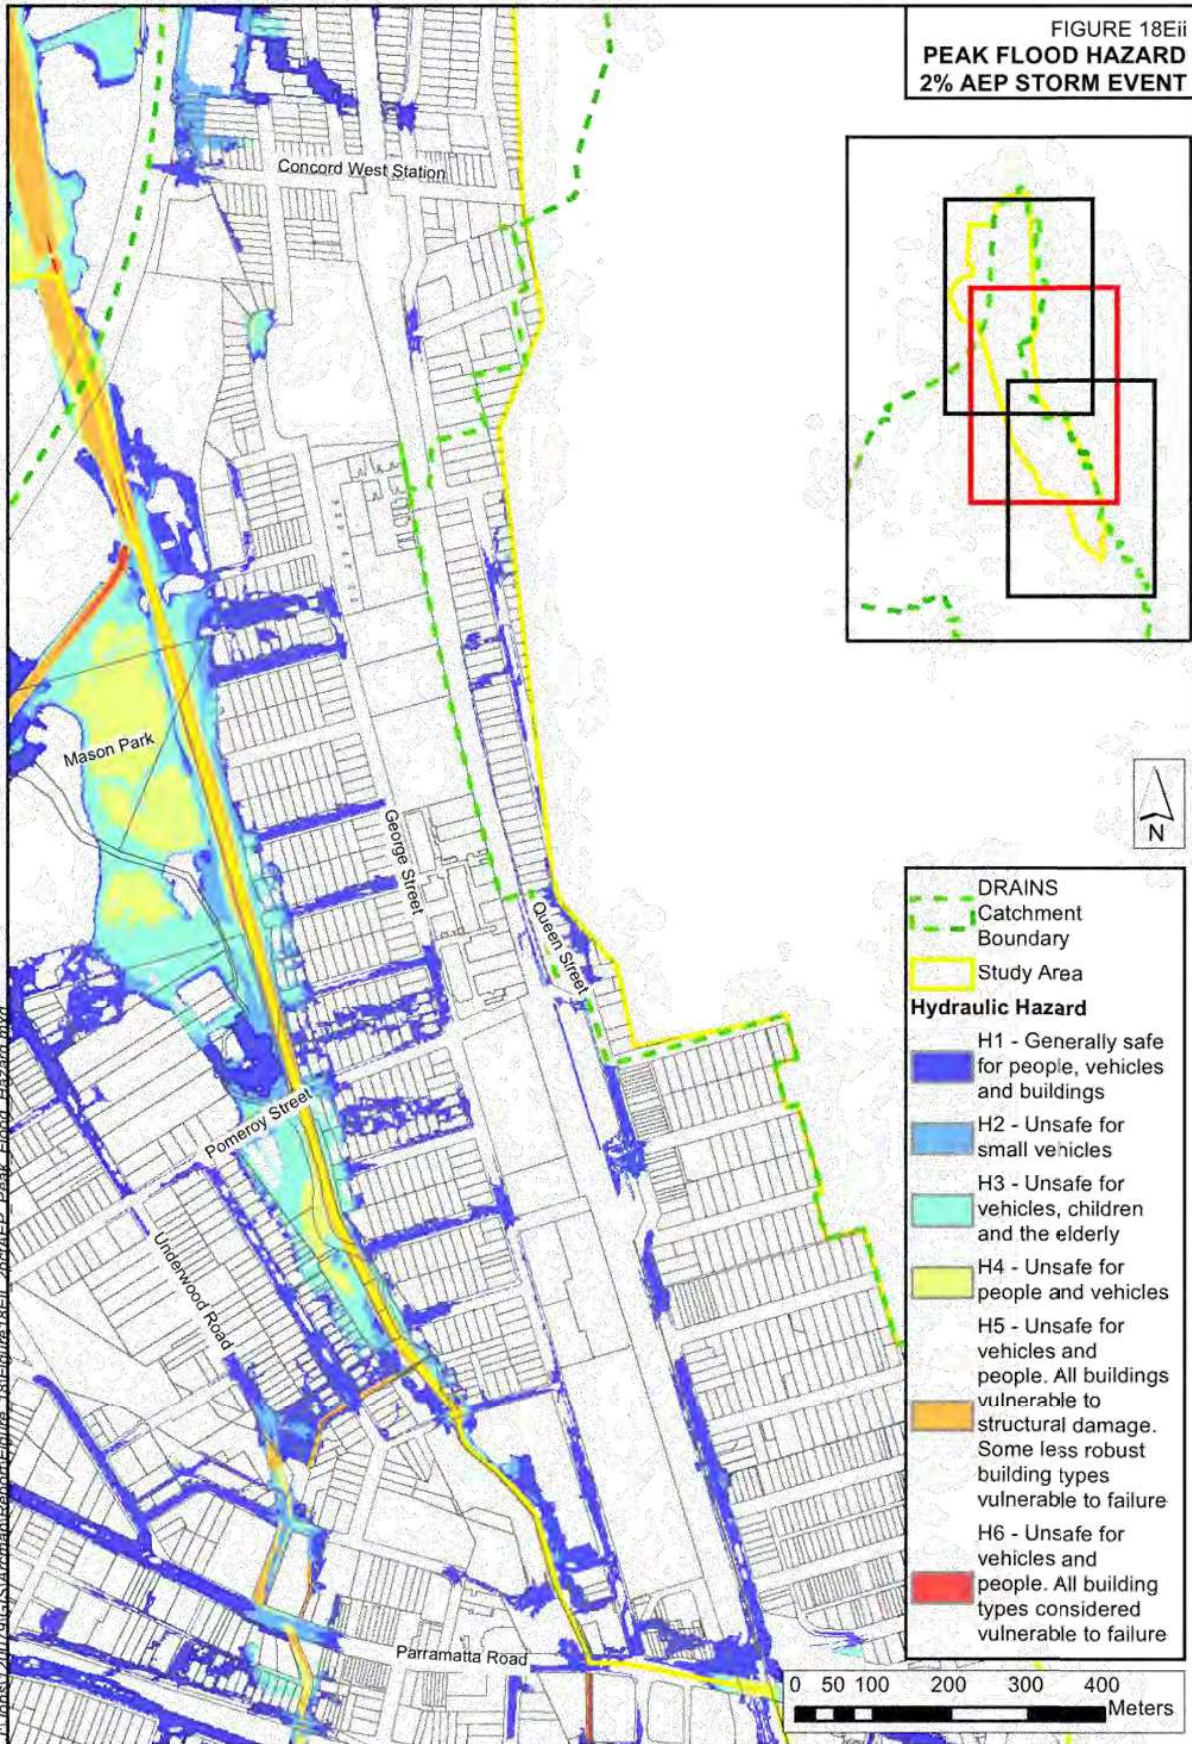 FIGURE 18Eii
PEAK FLOOD HAZARD
2% AEP STORM EVENT
Concord West Station
Mason Park
George Street
Queen Street
Pomeroy Street
Underwood Road
Parramatta Road
N
DRAINS
Catchment
Boundary
Study Area
Hydraulic Hazard
H1 - Generally safe
for people, vehicles
and buildings
H2 - Unsafe for
small vehicles
H3 - Unsafe for
vehicles, children
and the elderly
H4 - Unsafe for
people and vehicles
H5 - Unsafe for
vehicles and
people. All buildings
vulnerable to
structural damage.
Some less robust
building types
vulnerable to failure
H6 - Unsafe for
vehicles and
people. All building
types considered
vulnerable to failure
0 50 100 200 300 400
Meters